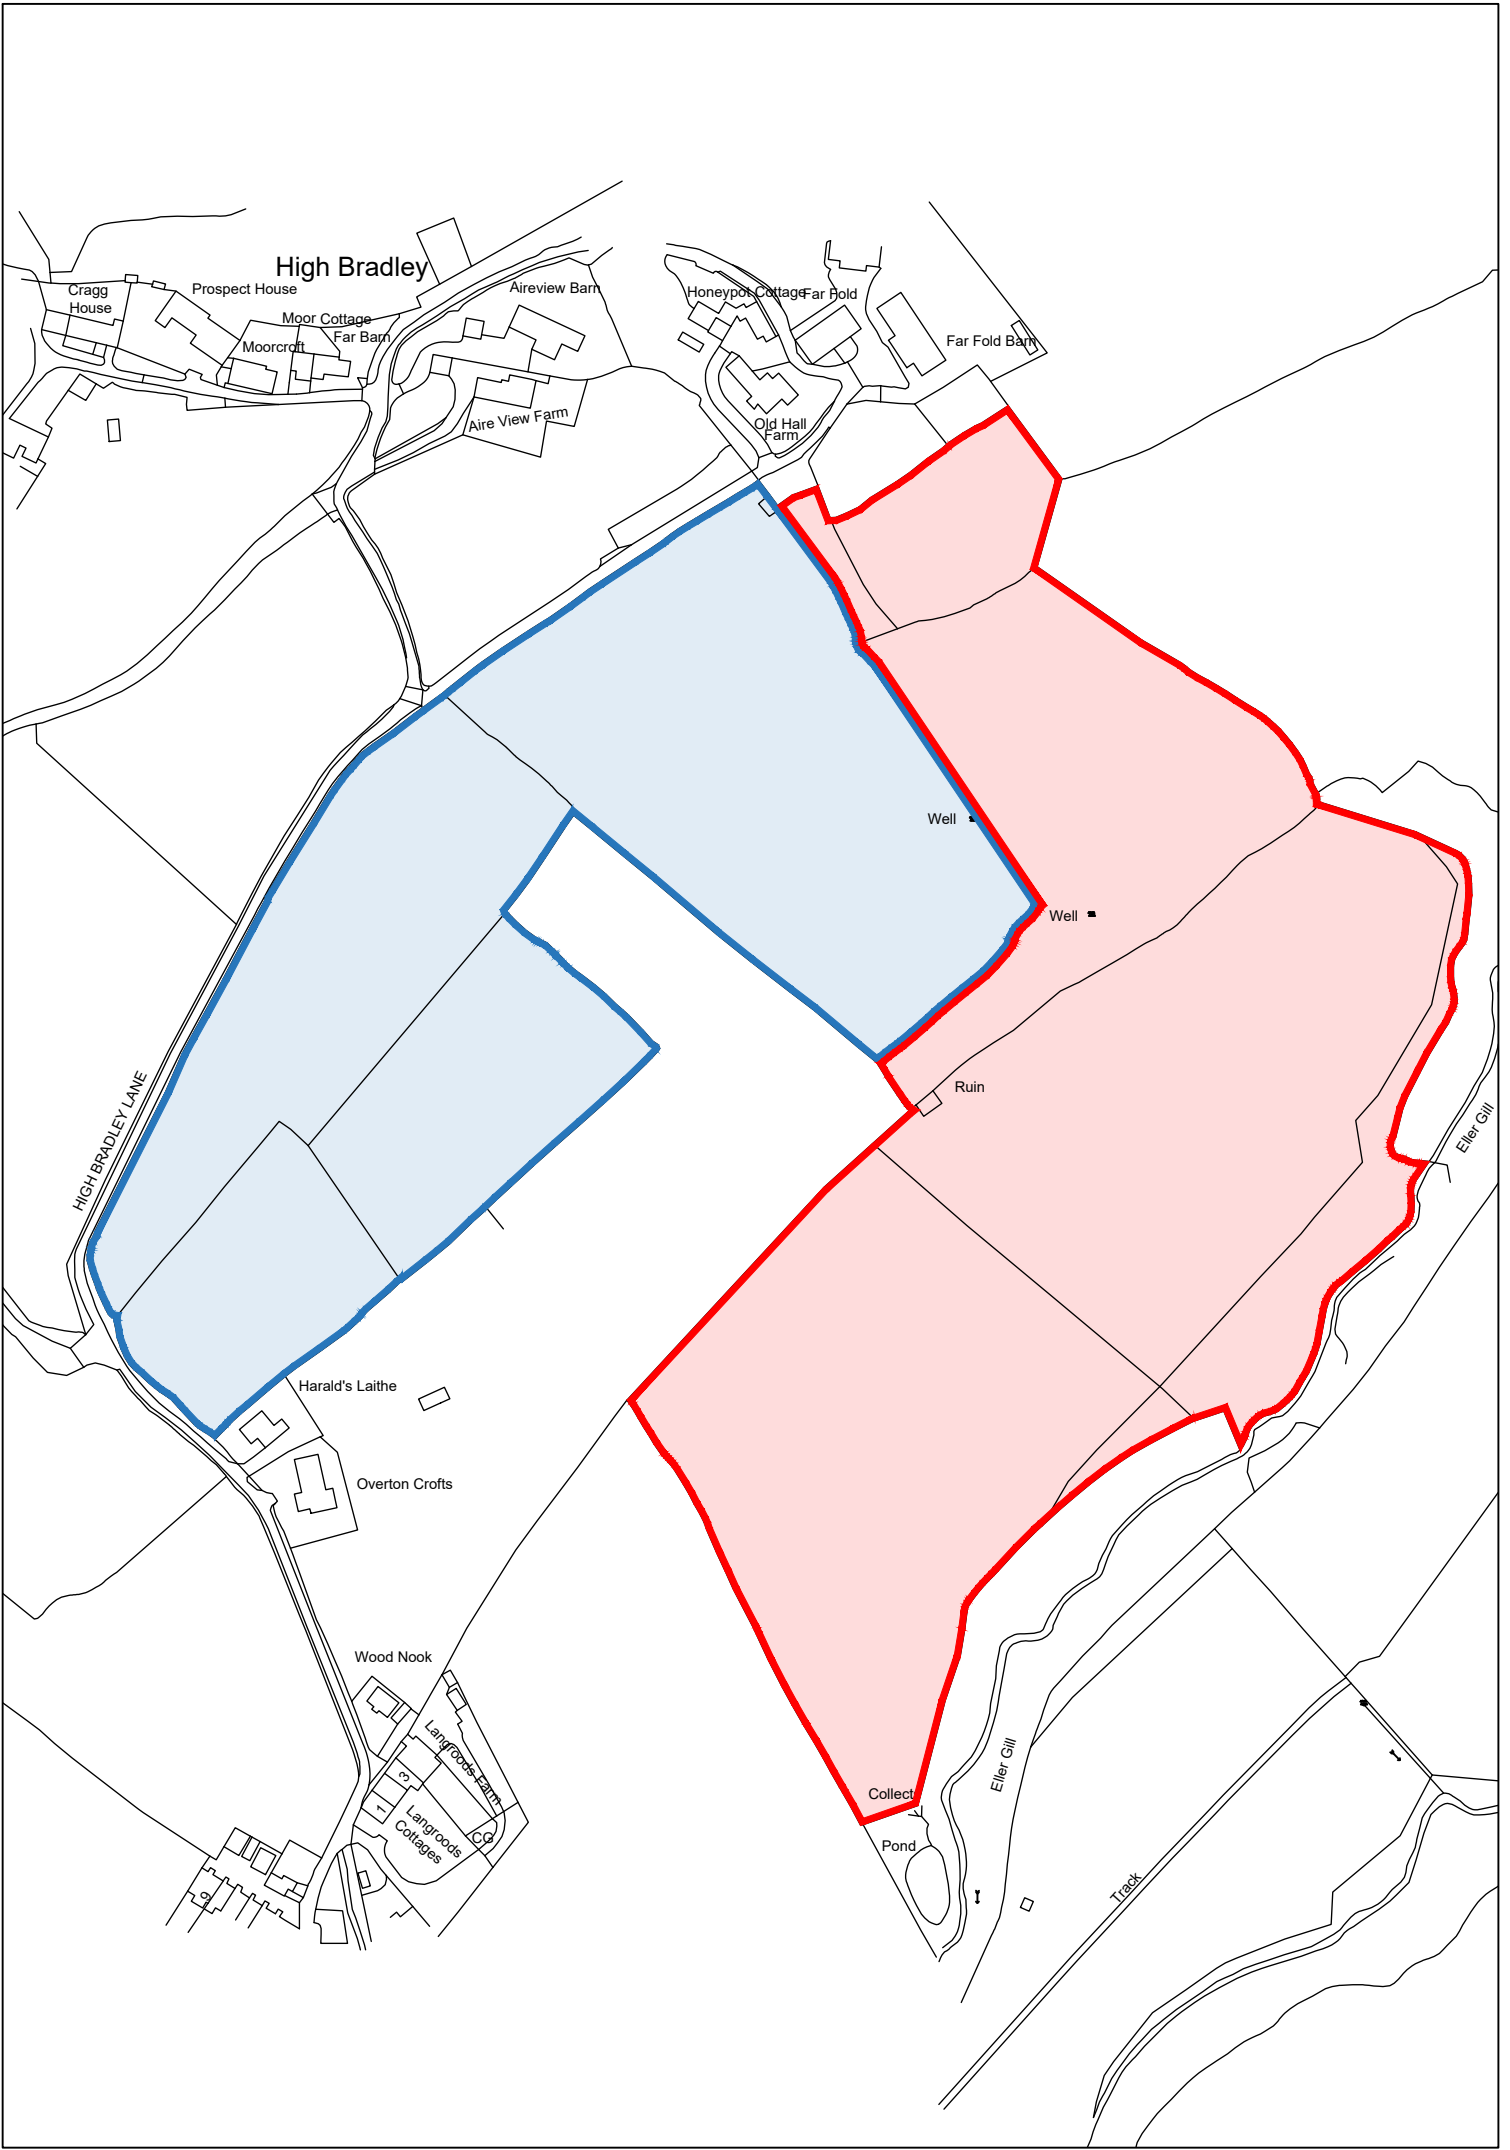 High Bradley
Cragg
House
Prospect House
Moor Cottage
Far Barn
Moorcroft
Aireview Barn
Aire View Farm
Honeypot Cottage
Far Fold
Far Fold Barn
Old Hall
Farm
Well
Well
Ruin
HIGH BRADLEY LANE
Eller Gill
Harald's Laithe
Overton Crofts
Wood Nook
Langroods Farm
3
1
Langroods
Cottages
CG
9
Eller Gill
Collect
Pond
Track